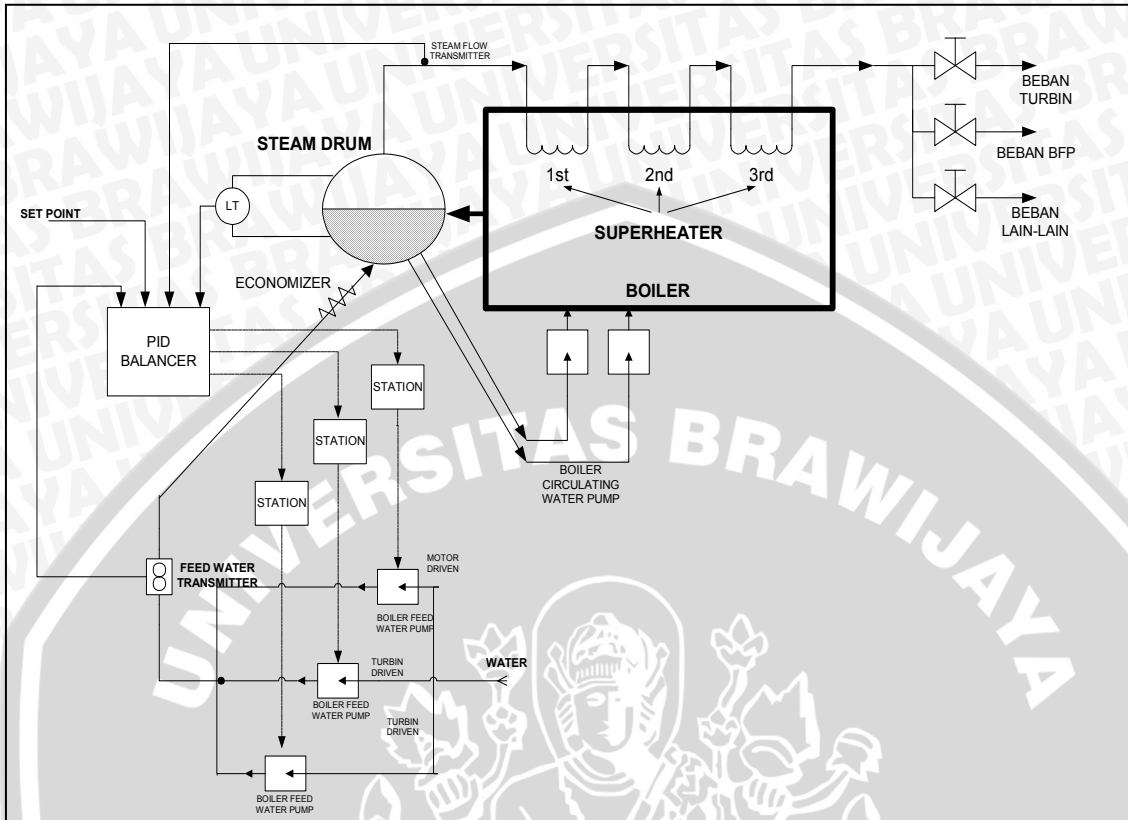 STEAM FLOW
TRANSMITTER
BEBAN
TURBIN
STEAM DRUM
BEBAN BFP
1st
2nd
3rd
LT
SET POINT
BEBAN
LAIN-LAIN
SUPERHEATER
ECONOMIZER
BOILER
PID
BALANCER
STATION
STATION
STATION
BOILER
CIRCULATING
WATER PUMP
FEED WATER
TRANSMITTER
MOTOR
DRIVEN
BOILER FEED
WATER PUMP
TURBIN
DRIVEN
WATER
BOILER FEED
WATER PUMP
TURBIN
DRIVEN
BOILER FEED
WATER PUMP
UNIVERSITAS BRAWIJAYA